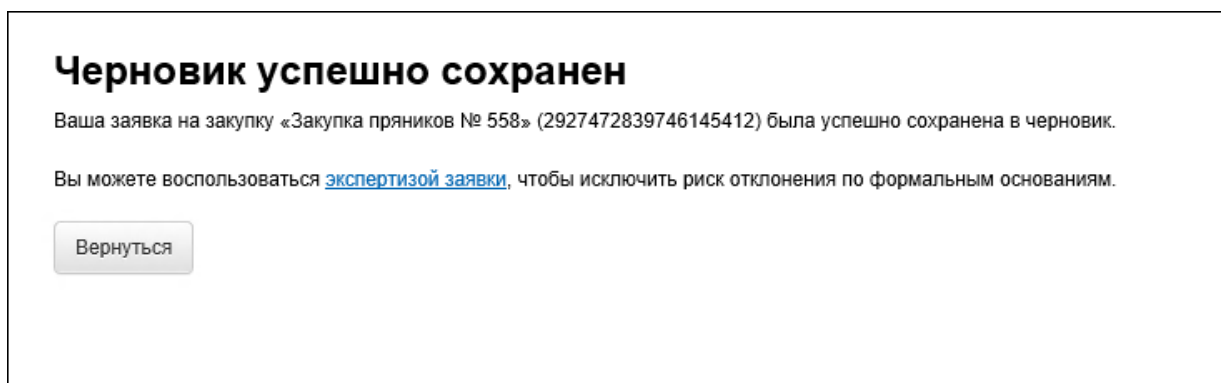 Черновик успешно сохранен
Ваша заявка на закупку «Закупка пряников № 558» (2927472839746145412) была успешно сохранена в черновик.
Вы можете воспользоваться экспертизой заявки, чтобы исключить риск отклонения по формальным основаниям.
Вернуться